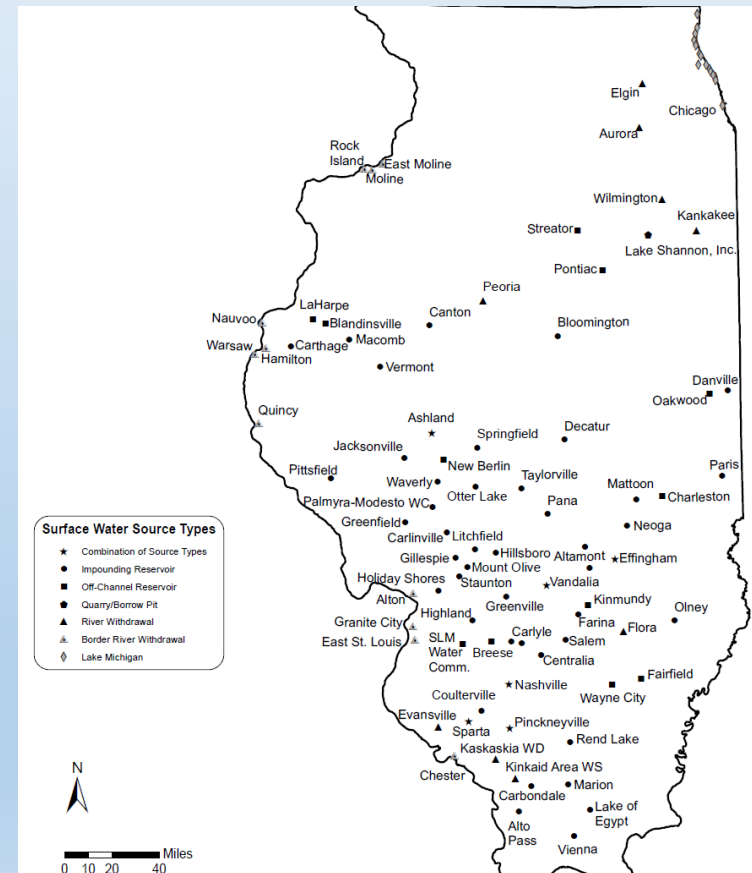 Elgin
Chicago
Aurora
Rock
Island
East Moline
Moline
Wilmington
Kankakee
Streator
Lake Shannon, Inc.
Pontiac
Peoria
LaHarpe
Nauvoo
Blandinsville
Canton
Bloomington
Macomb
Warsaw
Carthage
Hamilton
Vermont
Danville
Oakwood
Quincy
Ashland
Decatur
Springfield
Jacksonville
New Berlin
Paris
Pittsfield
Taylorville
Mattoon
Waverly
Otter Lake
Charleston
Palmyra-Modesto WC
Pana
Greenfield
Neoga
Carlinville
Litchfield
Hillsboro
Altamont
Effingham
Gillespie
Mount Olive
Holiday Shores
Staunton
Vandalia
Alton
Greenville
Kinmundy
Highland
Farina
Olney
Granite City
Flora
East St. Louis
SLM
Water
Comm.
Breese
Carlyle
Salem
Centralia
Fairfield
Nashville
Wayne City
Coulterville
Evansville
Sparta
Pinckneyville
Rend Lake
Kaskaskia WD
Chester
Kinkaid Area WS
Carbondale
Marion
Lake of
Egypt
Alto
Pass
Vienna
Surface Water Source Types
Combination of Source Types
Impounding Reservoir
Off-Channel Reservoir
Quarry/Borrow Pit
River Withdrawal
Border River Withdrawal
Lake Michigan
N
Miles
0 10 20 40